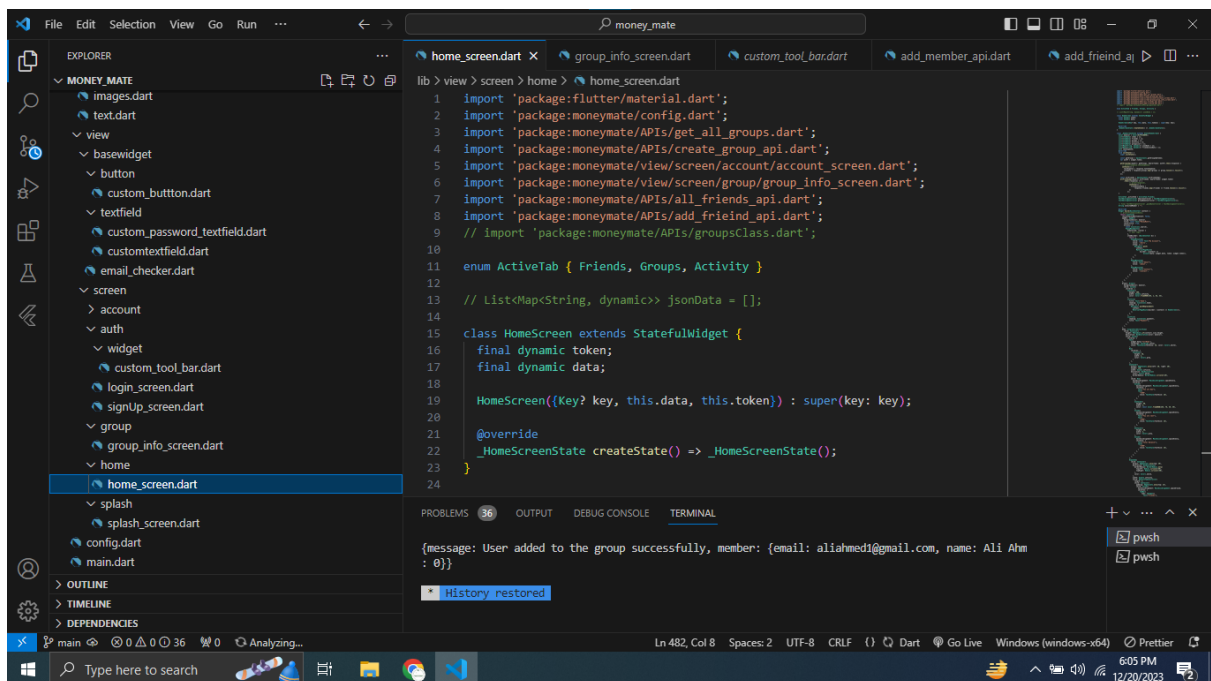 File Edit Selection View Go Run ··· money_mate
EXPLORER
MONEY_MATE
images.dart
text.dart
view
basewidget
button
custom_buttton.dart
textfield
custom_password_textfield.dart
customtextfield.dart
email_checker.dart
screen
account
auth
widget
custom_tool_bar.dart
login_screen.dart
signUp_screen.dart
group
group_info_screen.dart
home
home_screen.dart
splash
splash_screen.dart
config.dart
main.dart
OUTLINE
TIMELINE
DEPENDENCIES
home_screen.dart group_info_screen.dart custom_tool_bar.dart add_member_api.dart add_frieind_a
lib > view > screen > home > home_screen.dart
1 import 'package:flutter/material.dart';
2 import 'package:moneymate/config.dart';
3 import 'package:moneymate/APIs/get_all_groups.dart';
4 import 'package:moneymate/APIs/create_group_api.dart';
5 import 'package:moneymate/view/screen/account/account_screen.dart';
6 import 'package:moneymate/view/screen/group/group_info_screen.dart';
7 import 'package:moneymate/APIs/all_friends_api.dart';
8 import 'package:moneymate/APIs/add_frieind_api.dart';
9 // import 'package:moneymate/APIs/groupsClass.dart';
10
11 enum ActiveTab { Friends, Groups, Activity }
12
13 // List<Map<String, dynamic>> jsonData = [];
14
15 class HomeScreen extends StatefulWidget {
16 final dynamic token;
17 final dynamic data;
18
19 HomeScreen({Key? key, this.data, this.token}) : super(key: key);
20
21 @override
22 _HomeScreenState createState() => _HomeScreenState();
23 }
24
PROBLEMS 36 OUTPUT DEBUG CONSOLE TERMINAL
{message: User added to the group successfully, member: {email: aliahmed1@gmail.com, name: Ali Ahm
: 0}}
* History restored
pwsh
pwsh
main 0 0 36 0 Analyzing... Ln 482, Col 8 Spaces: 2 UTF-8 CRLF {} Dart Go Live Windows (windows-x64) Prettier
Type here to search 6:05 PM
12/20/2023 2